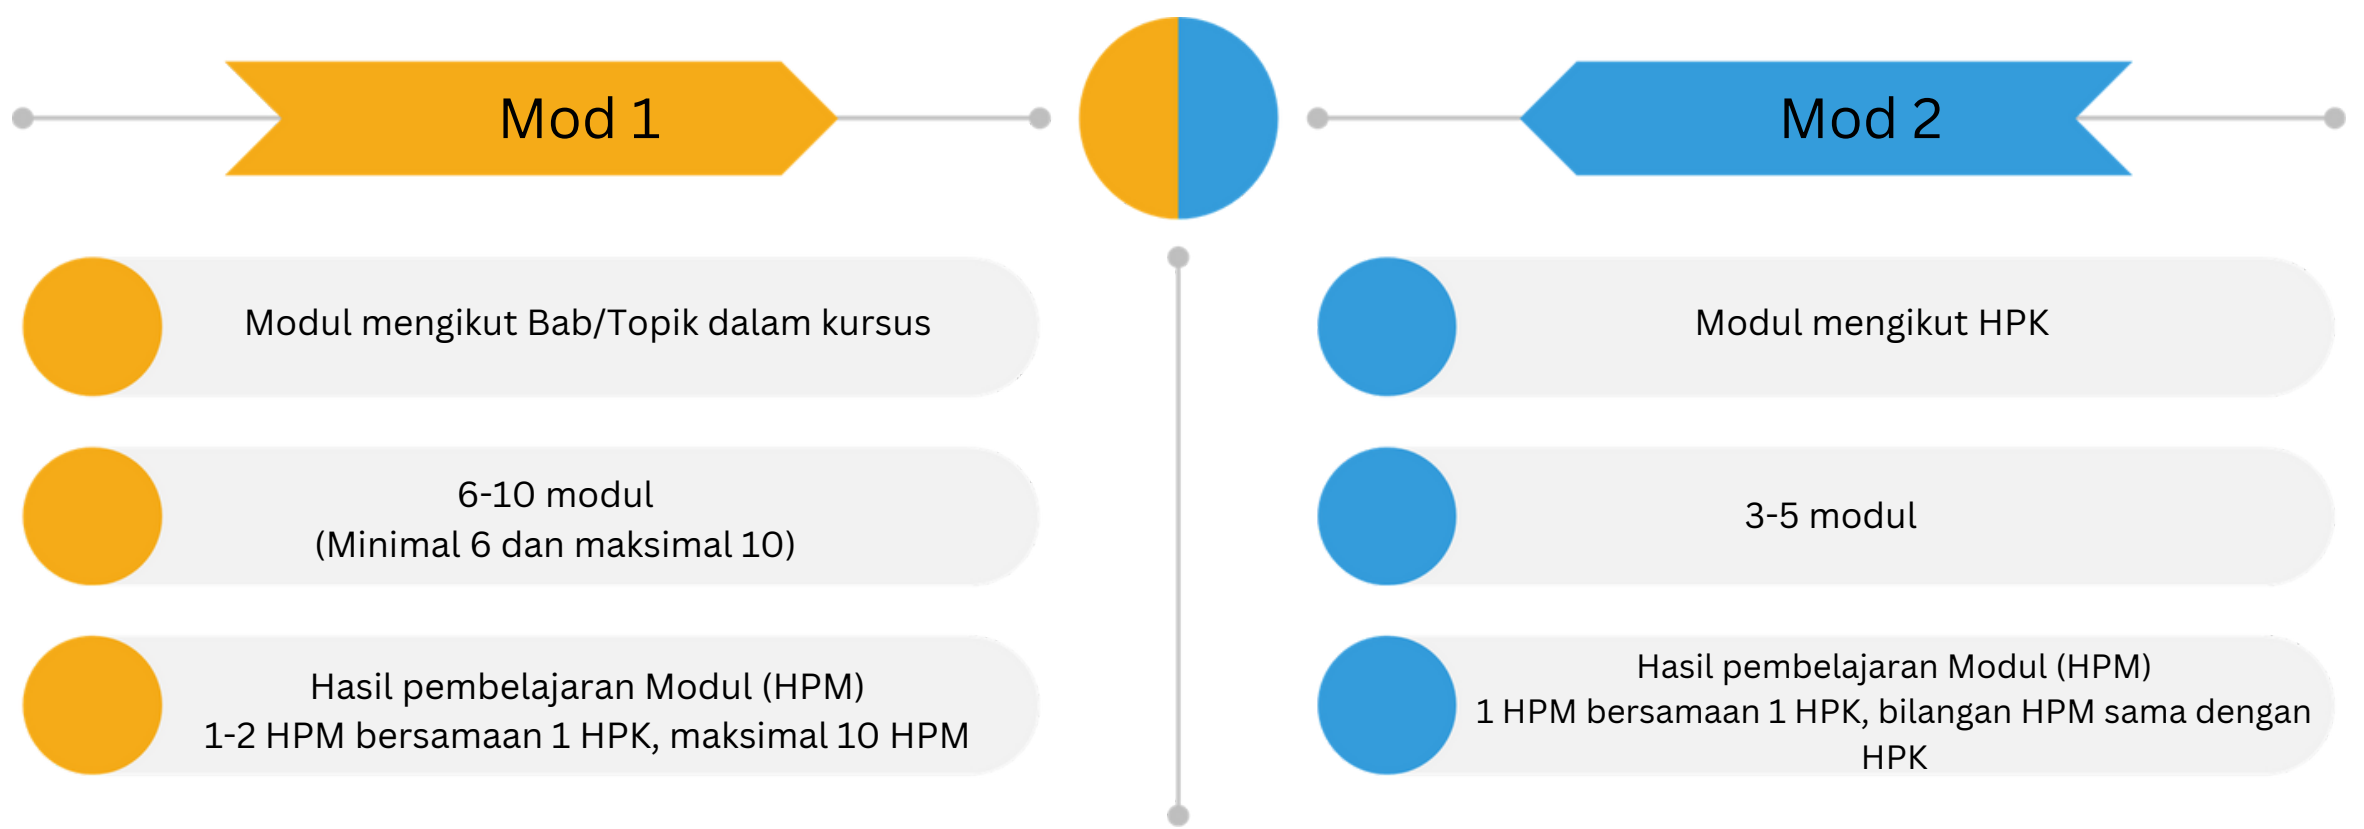 Mod 1
Modul mengikut Bab/Topik dalam kursus
6-10 modul
(Minimal 6 dan maksimal 10)
Hasil pembelajaran Modul (HPM)
1-2 HPM bersamaan 1 HPK, maksimal 10 HPM
Mod 2
Modul mengikut HPK
3-5 modul
Hasil pembelajaran Modul (HPM)
1 HPM bersamaan 1 HPK, bilangan HPM sama dengan
HPK